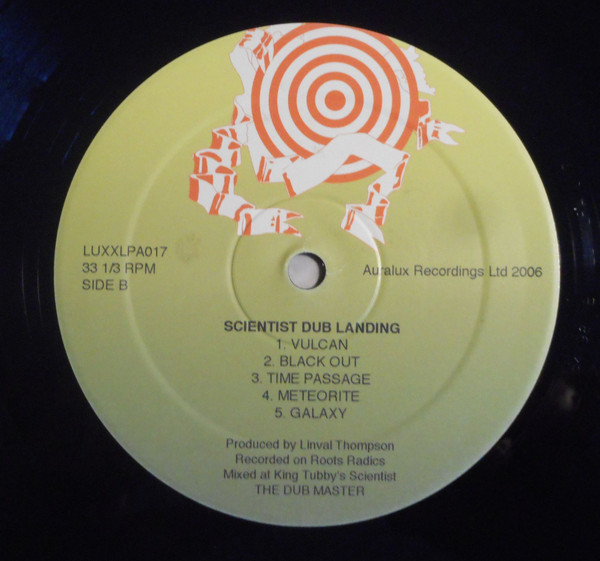 LUXXLPA017
33 1/3 RPM
SIDE B
Auralux Recordings Ltd 2006
SCIENTIST DUB LANDING
1. VULCAN
2. BLACK OUT
3. TIME PASSAGE
4. METEORITE
5. GALAXY
Produced by Linval Thompson
Recorded on Roots Radics
Mixed at King Tubby's Scientist
THE DUB MASTER